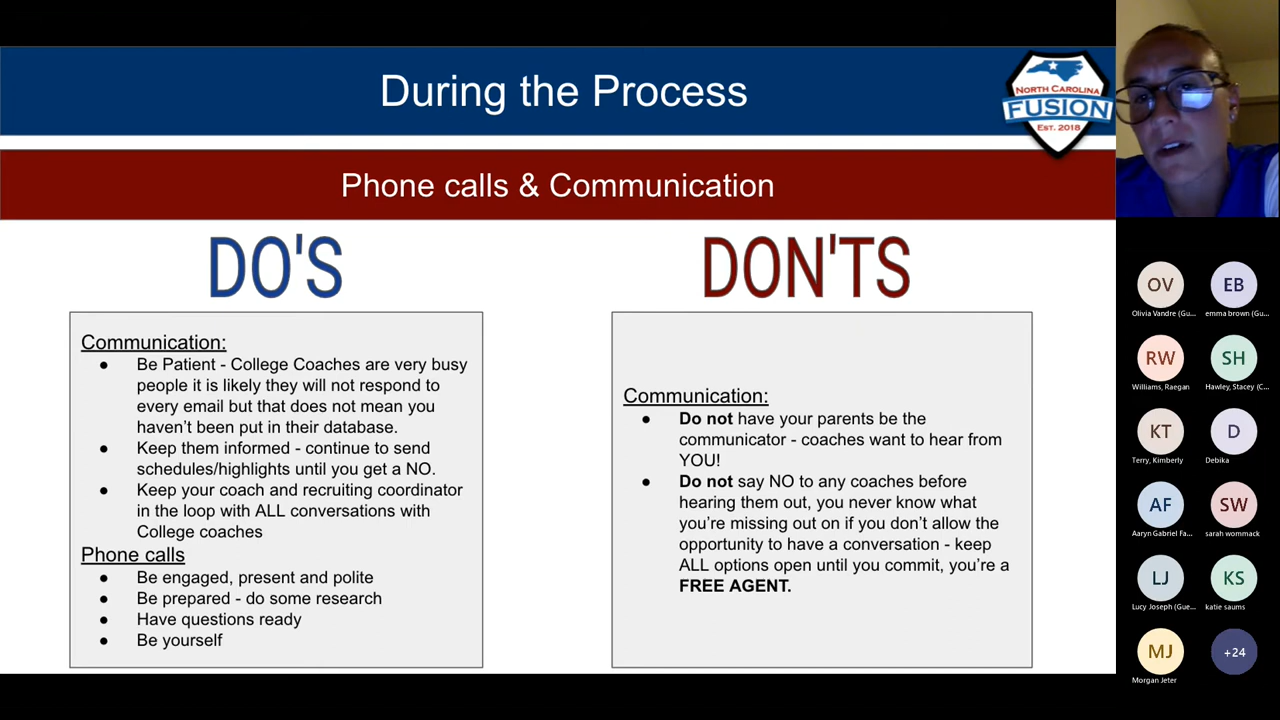 During the Process
NORTH CAROLINA
FUSION
EST. 2018
Phone calls & Communication
DO'S
DON'TS
Communication:
● Be Patient - College Coaches are very busy
people it is likely they will not respond to
every email but that does not mean you
haven't been put in their database.
● Keep them informed - continue to send
schedules/highlights until you get a NO.
● Keep your coach and recruiting coordinator
in the loop with ALL conversations with
College coaches
Phone calls
● Be engaged, present and polite
● Be prepared - do some research
● Have questions ready
● Be yourself
Communication:
● Do not have your parents be the
communicator - coaches want to hear from
YOU!
● Do not say NO to any coaches before
hearing them out, you never know what
you're missing out on if you don't allow the
opportunity to have a conversation - keep
ALL options open until you commit, you're a
FREE AGENT.
OV
EB
Olivia Vandre (Gu...
emma brown (Gu...
RW
SH
Williams, Raegan
Hawley, Stacey (C...
KT
D
Terry, Kimberly
Debika
AF
SW
Aaryn Gabriel Fa...
sarah wommack
LJ
KS
Lucy Joseph (Gue...
katie saums
MJ
+24
Morgan Jeter